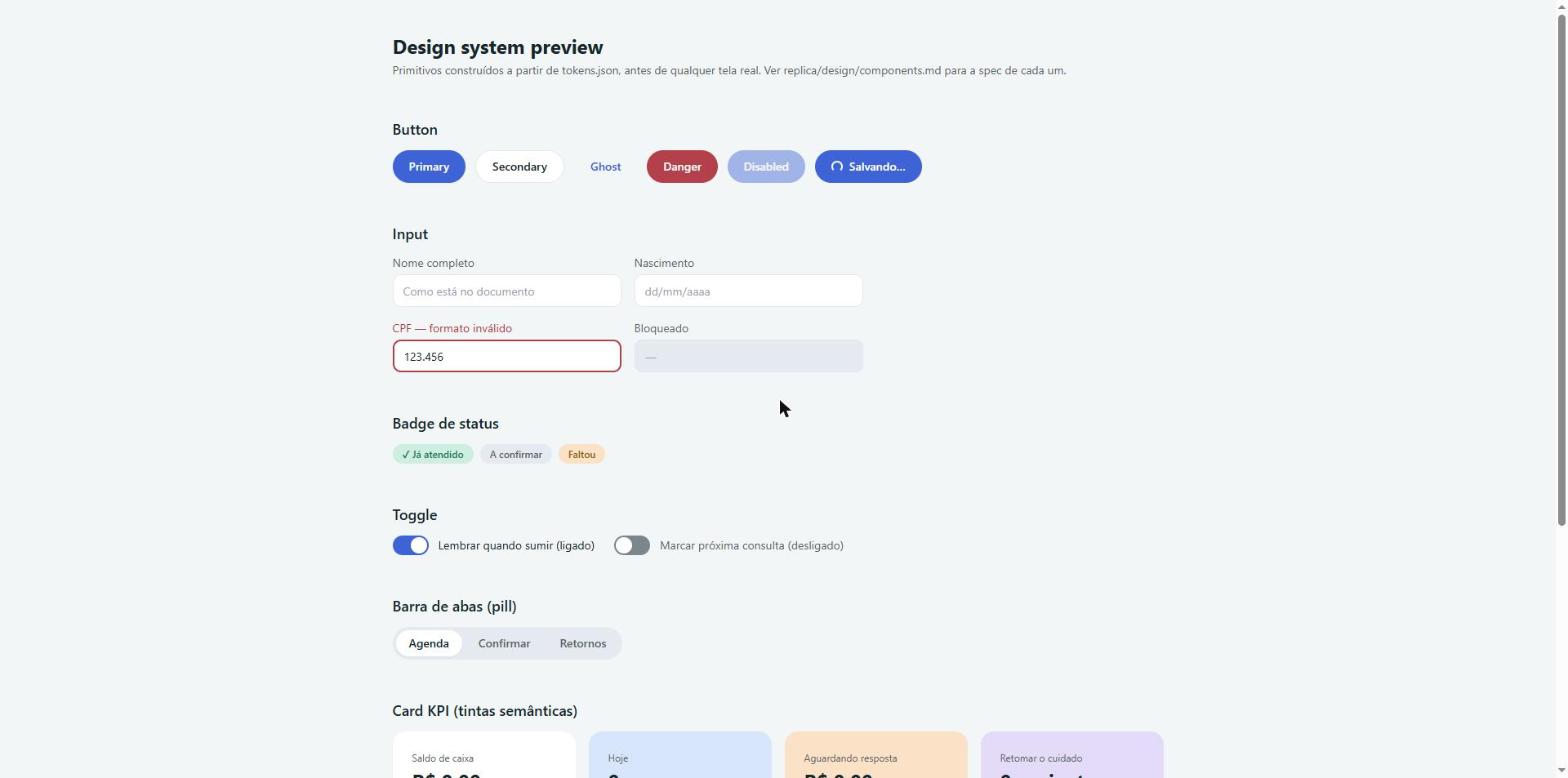 Design system preview
Primitivos construídos a partir de tokens.json, antes de qualquer tela real. Ver replica/design/components.md para a spec de cada um.
Button
Primary Secondary Ghost Danger Disabled Salvando...
Input
Nome completo Nascimento
Como está no documento dd/mm/aaaa
CPF — formato inválido Bloqueado
123.456 —
Badge de status
✓ Já atendido A confirmar Faltou
Toggle
Lembrar quando sumir (ligado) Marcar próxima consulta (desligado)
Barra de abas (pill)
Agenda Confirmar Retornos
Card KPI (tintas semânticas)
Saldo de caixa Hoje Aguardando resposta Retomar o cuidado